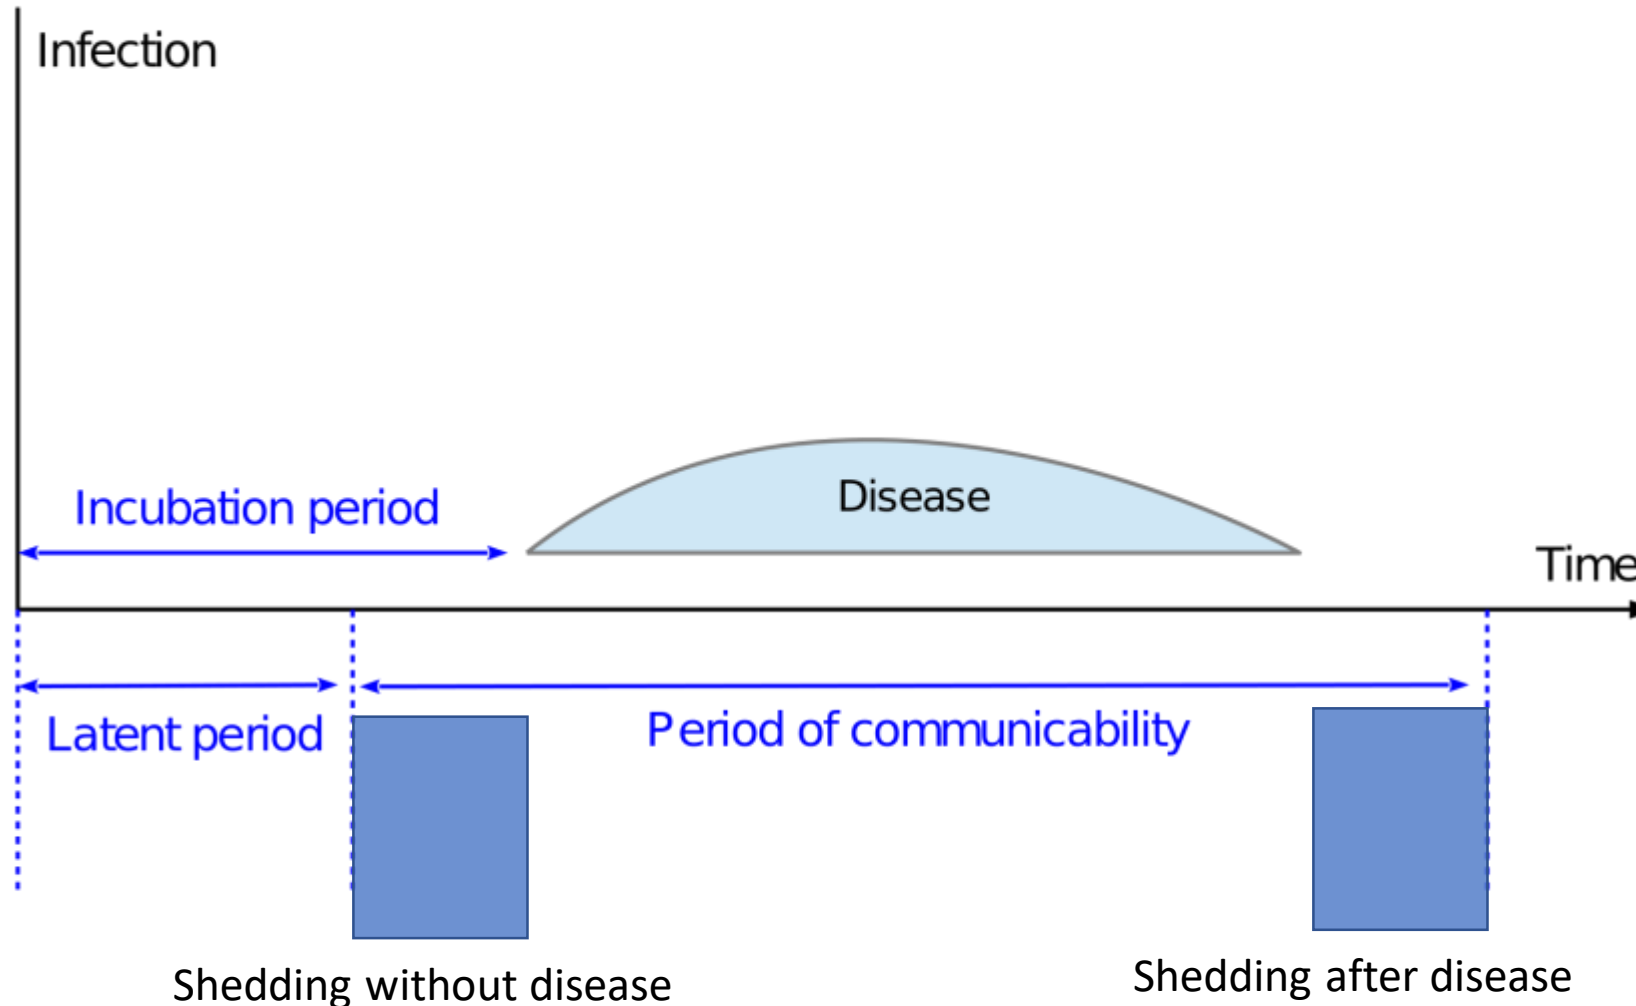 Infection
Disease
Incubation period
Time
Latent period
Period of communicability
Shedding without disease
Shedding after disease